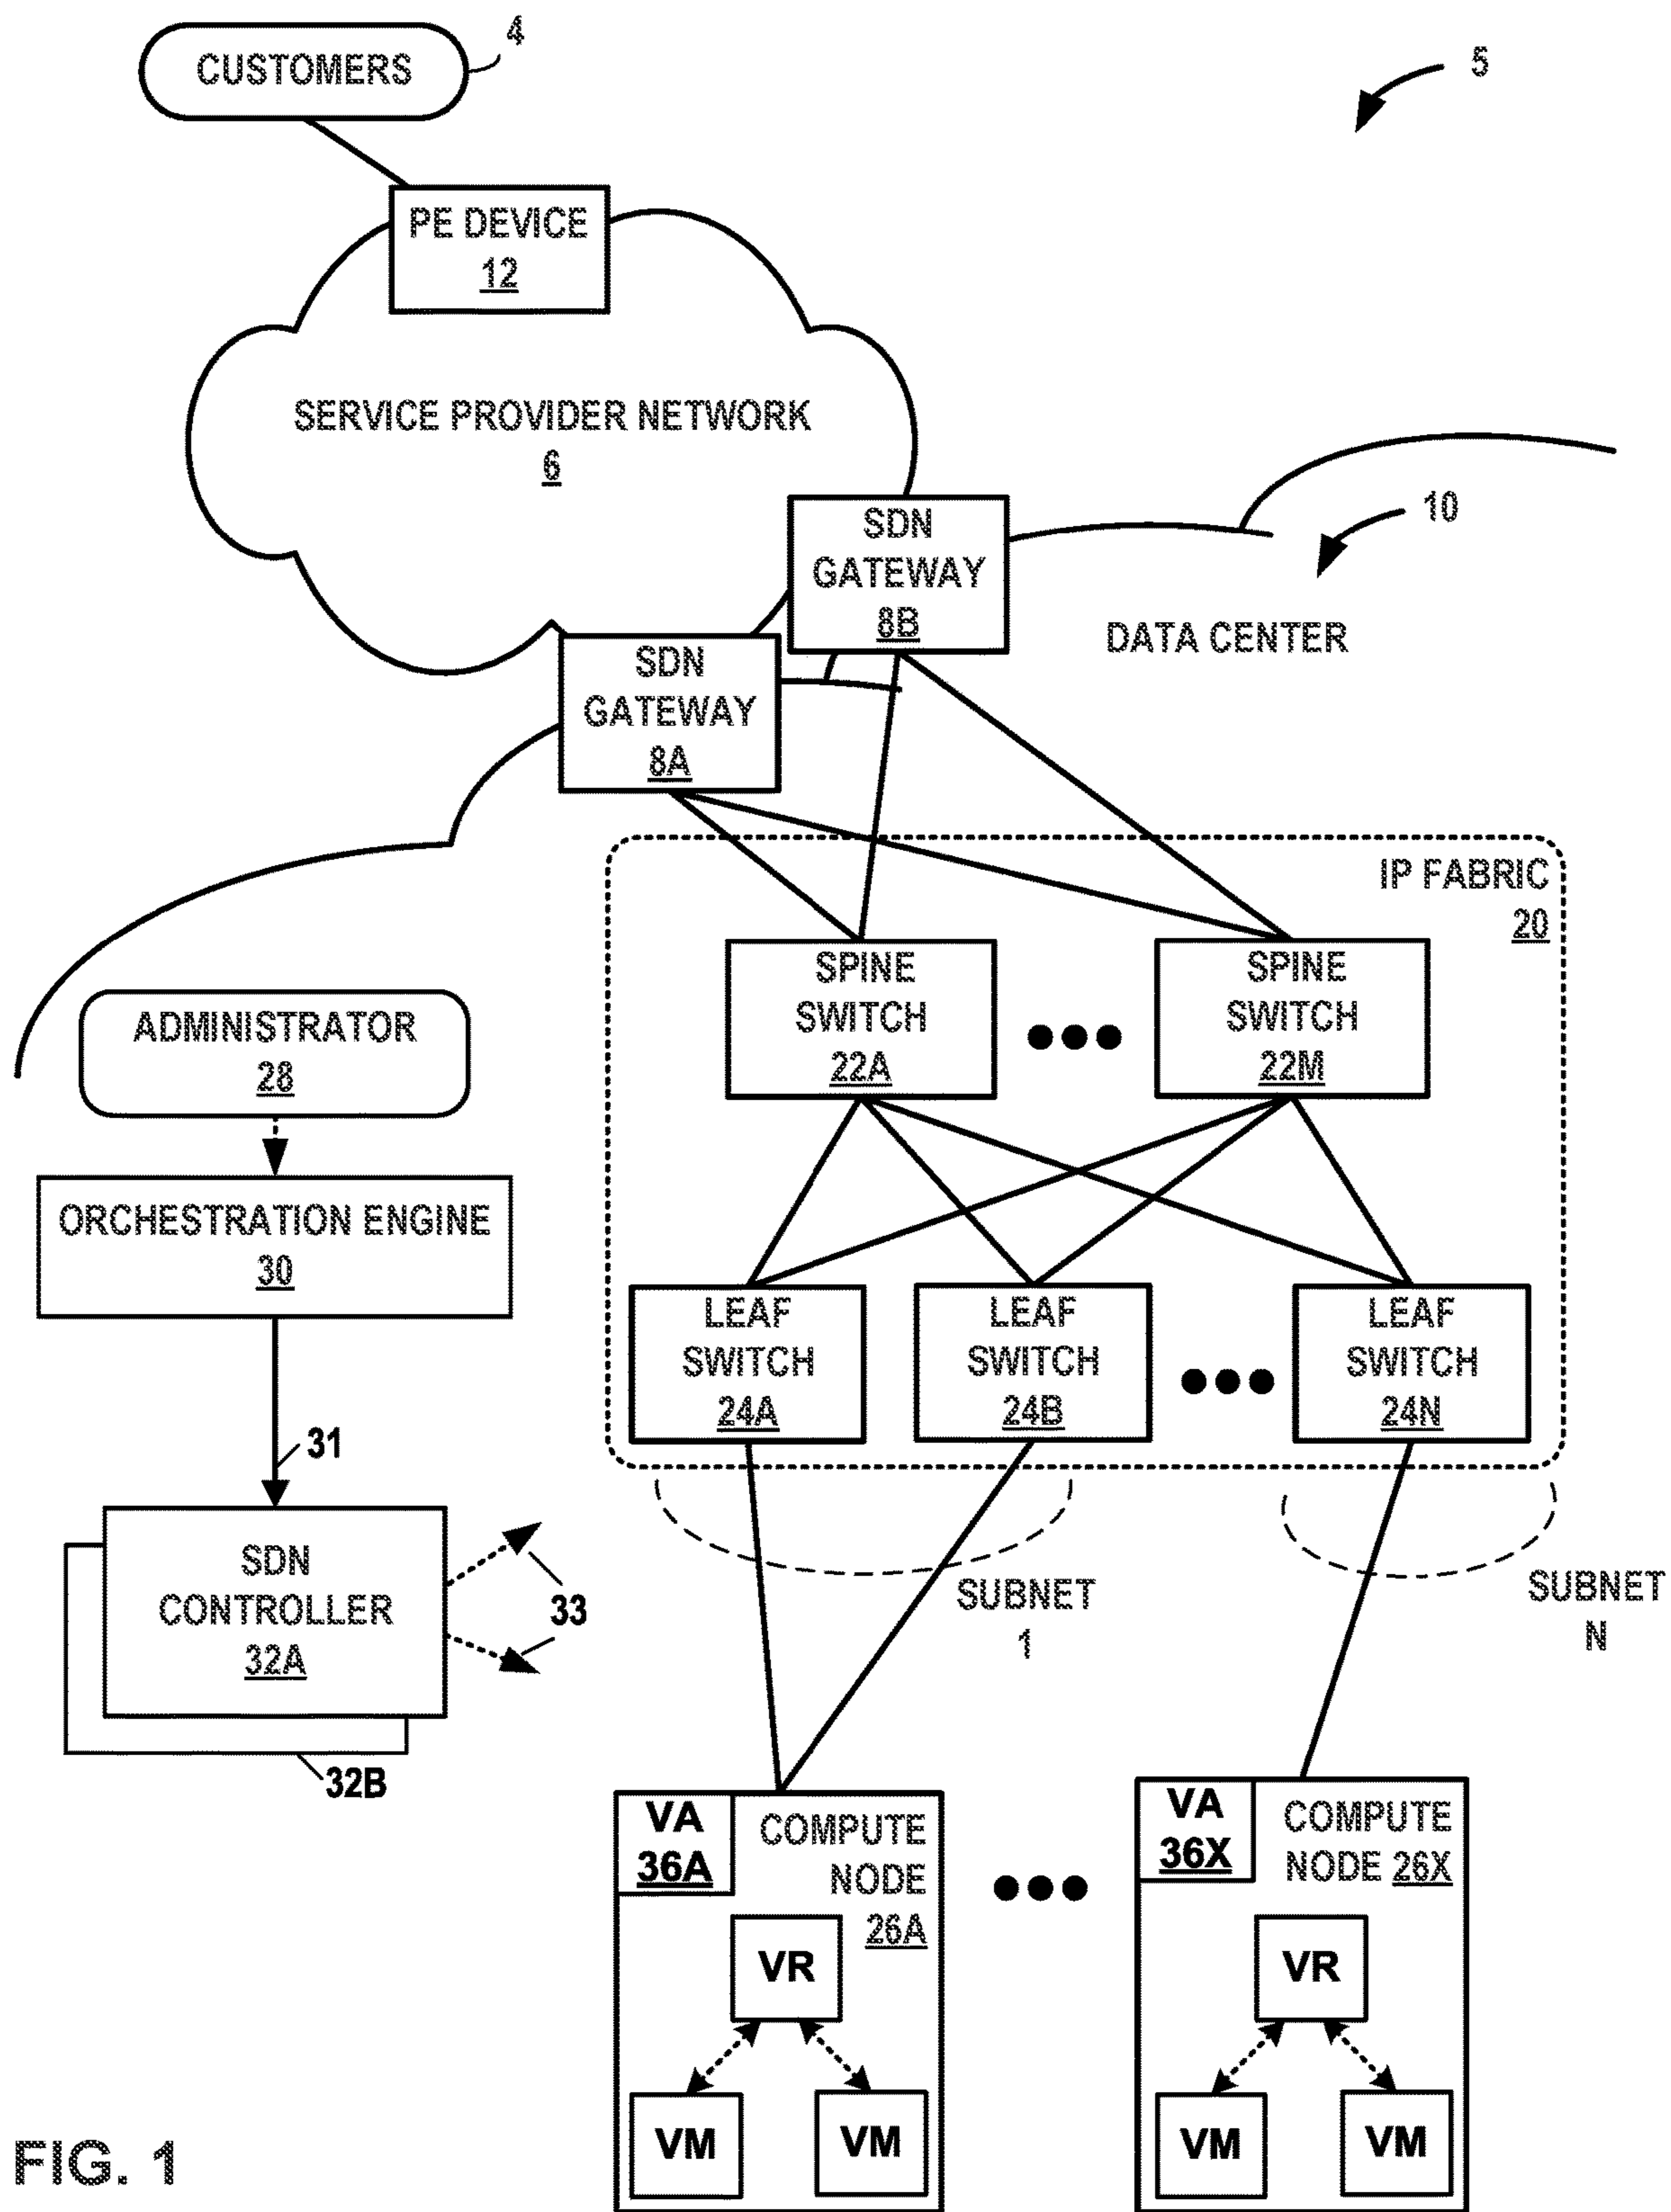 CUSTOMERS
4
5
PE DEVICE
12
SERVICE PROVIDER NETWORK
6
10
SDN
GATEWAY
8B
DATA CENTER
SDN
GATEWAY
8A
IP FABRIC
20
SPINE
SWITCH
22A
SPINE
SWITCH
22M
ADMINISTRATOR
28
ORCHESTRATION ENGINE
30
LEAF
SWITCH
24A
LEAF
SWITCH
24B
LEAF
SWITCH
24N
31
SDN
CONTROLLER
32A
33
32B
SUBNET
1
SUBNET
N
VA
36A
COMPUTE
NODE
26A
VR
VM
VM
VA
36X
COMPUTE
NODE 26X
VR
VM
VM
FIG. 1